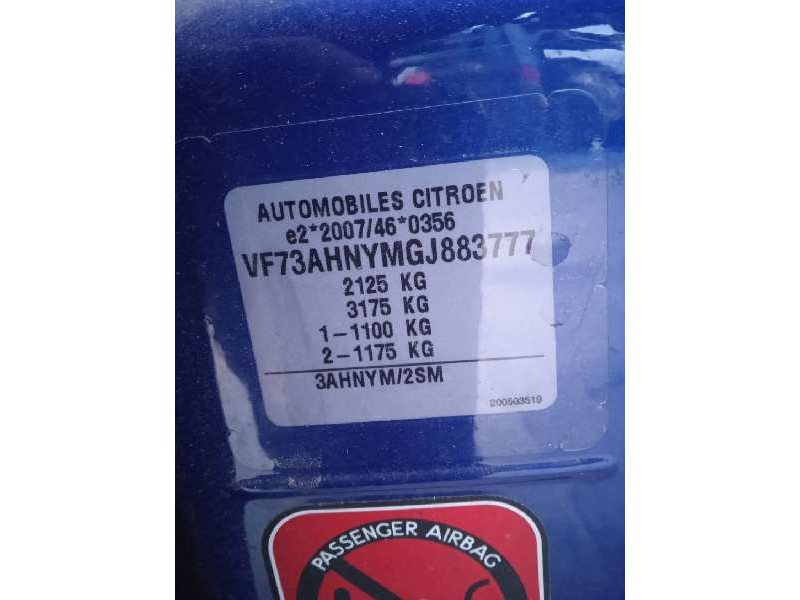 AUTOMOBILES CITROEN
e2*2007/46*0356
VF73AHNYMGJ883777
2125 KG
3175 KG
1-1100 KG
2-1175 KG
3AHNYM/2SM
200503519
PASSENGER AIRBAG